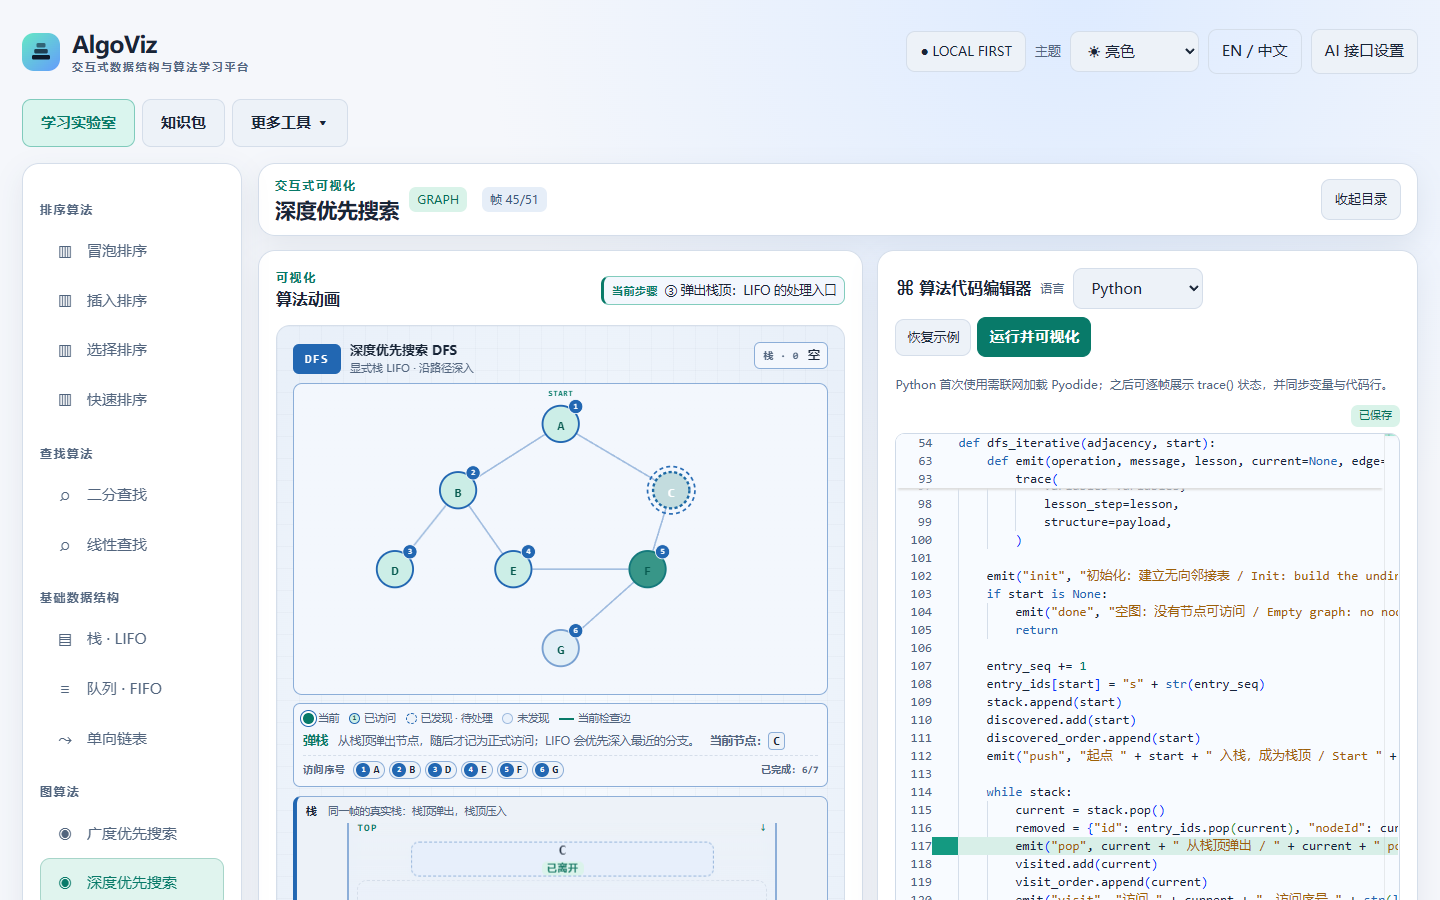 AlgoViz
交互式数据结构与算法学习平台
● LOCAL FIRST
主题
☀ 亮色
EN / 中文
AI 接口设置
学习实验室
知识包
更多工具 ▾
排序算法
冒泡排序
插入排序
选择排序
快速排序
查找算法
二分查找
线性查找
基础数据结构
栈 · LIFO
队列 · FIFO
单向链表
图算法
广度优先搜索
深度优先搜索
交互式可视化
深度优先搜索
GRAPH
帧 45/51
收起目录
可视化
算法动画
当前步骤 ③ 弹出栈顶：LIFO 的处理入口
DFS
深度优先搜索 DFS
显式栈 LIFO · 沿路径深入
栈 · 0 空
START
A 1
B 2
C
D 3
E 4
F 5
G 6
当前 已访问 已发现 · 待处理 未发现 当前检查边
弹栈 从栈顶弹出节点，随后才记为正式访问；LIFO 会优先深入最近的分支。 当前节点： C
访问序号 1 A 2 B 3 D 4 E 5 F 6 G 已完成: 6/7
栈 同一帧的真实栈：栈顶弹出，栈顶压入
TOP ↓
C
已离开
⌘ 算法代码编辑器
语言
Python
恢复示例
运行并可视化
Python 首次使用需联网加载 Pyodide；之后可逐帧展示 trace() 状态，并同步变量与代码行。
已保存
54 def dfs_iterative(adjacency, start):
63 def emit(operation, message, lesson, current=None, edge=
93 trace(
98 lesson_step=lesson,
99 structure=payload,
100 )
101
102 emit("init", "初始化：建立无向邻接表 / Init: build the undir
103 if start is None:
104 emit("done", "空图：没有节点可访问 / Empty graph: no noc
105 return
106
107 entry_seq += 1
108 entry_ids[start] = "s" + str(entry_seq)
109 stack.append(start)
110 discovered.add(start)
111 discovered_order.append(start)
112 emit("push", "起点 " + start + " 入栈，成为栈顶 / Start " +
113
114 while stack:
115 current = stack.pop()
116 removed = {"id": entry_ids.pop(current), "nodeId": cur
117 emit("pop", current + " 从栈顶弹出 / " + current + " po
118 visited.add(current)
119 visit_order.append(current)
120 emit("visit", "访问 " + current + "，访问序号 " + str(l